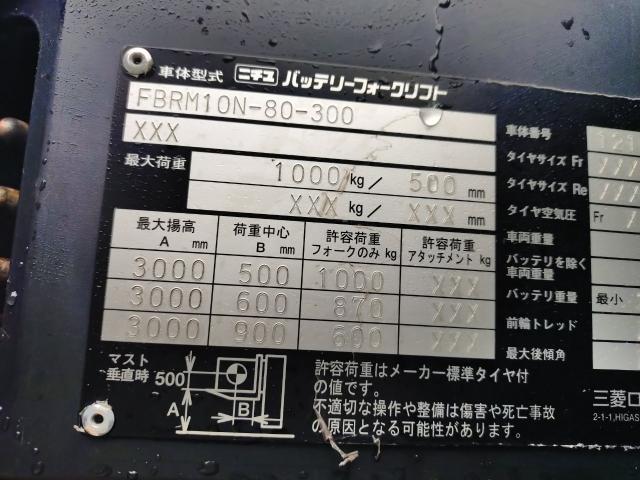 車体型式 ニチユ バッテリーフォークリフト
FBRM10N-80-300
XXX
最大荷重 1000 kg / 500 mm
XXX kg / XXX mm
最大揚高 A mm 荷重中心 B mm 許容荷重 フォークのみ kg 許容荷重 アタッチメント kg
3000 500 1000 XXX
3000 600 870 XXX
3000 900 600 XXX
マスト垂直時 500 A B
許容荷重はメーカー標準タイヤ付
の値です。
不適切な操作や整備は傷害や死亡事故
の原因となる可能性があります。
車体番号
タイヤサイズ Fr
タイヤサイズ Re
タイヤ空気圧 Fr
車両重量
バッテリを除く
車両重量
バッテリ重量 最小
前輪トレッド
最大後傾角
三菱ロ
2-1-1,HIGAS